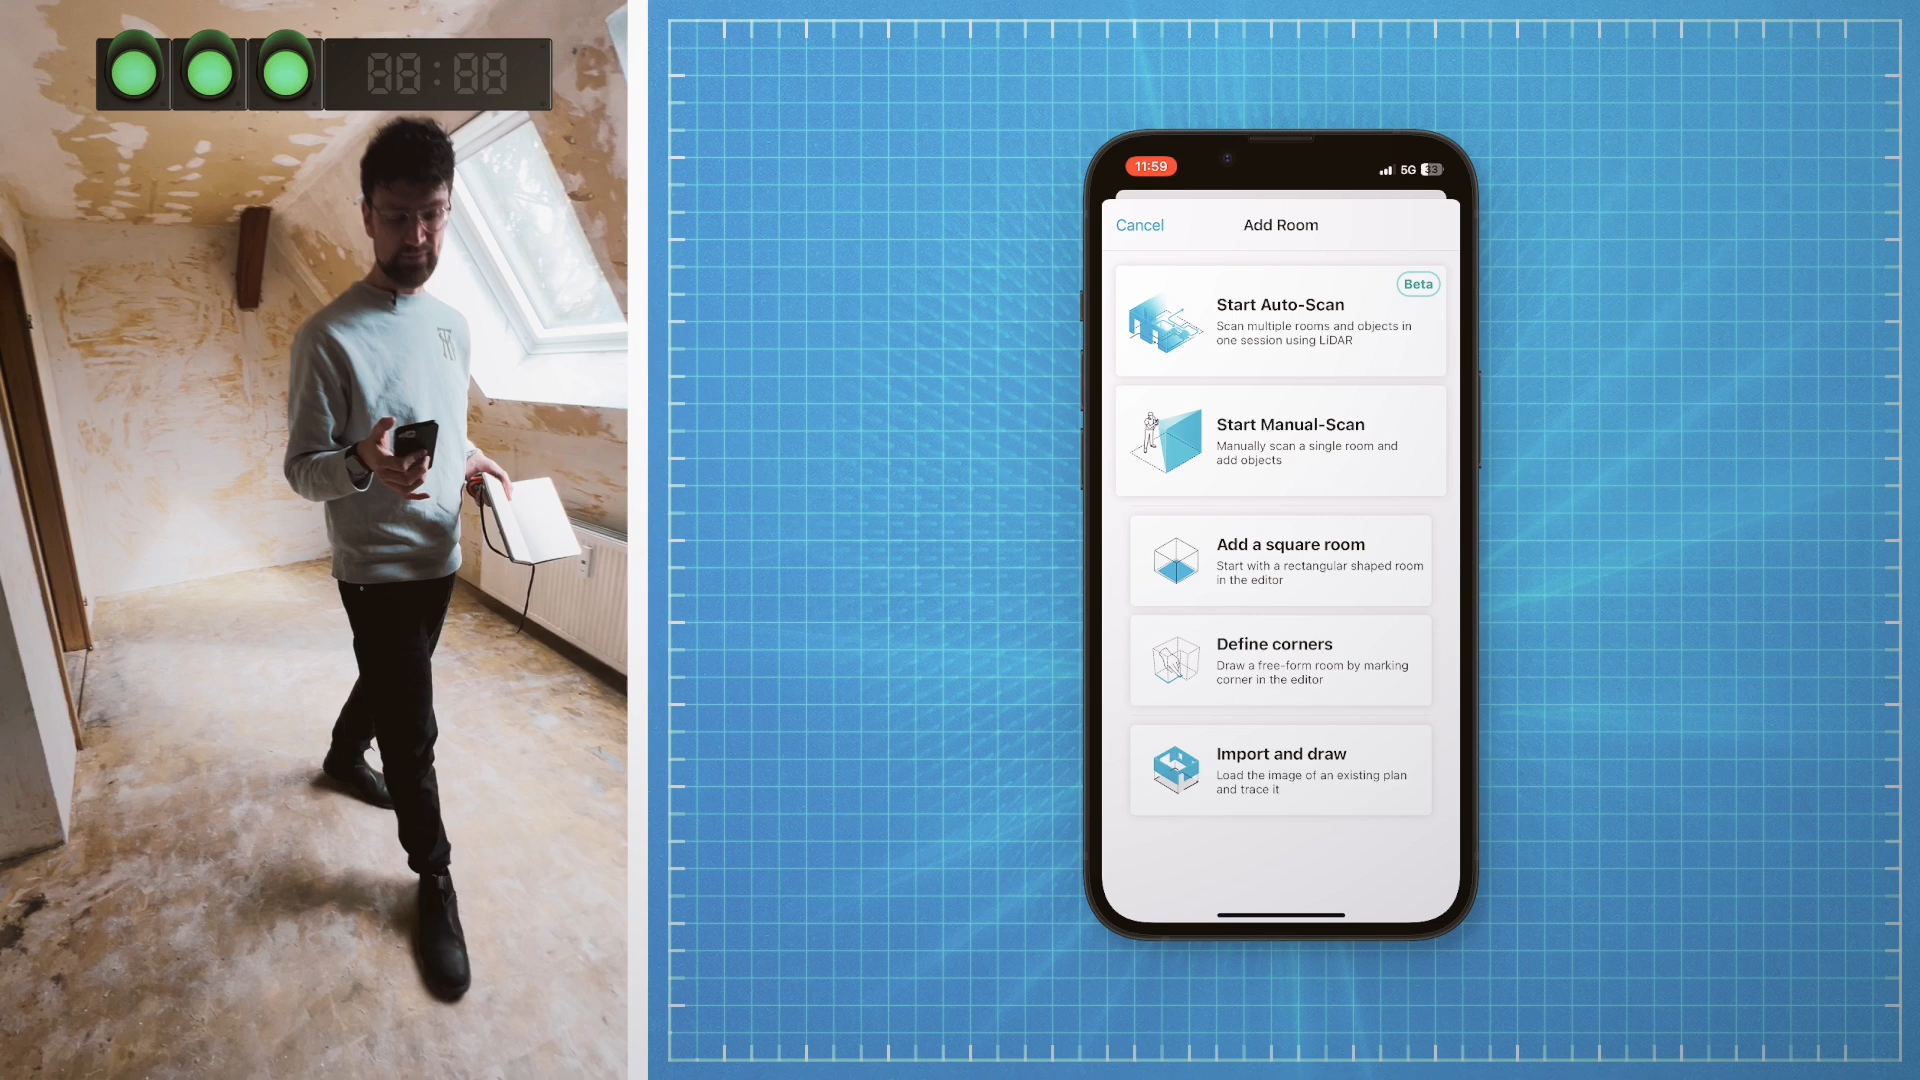 88:88
11:59
5G 33
Cancel
Add Room
Beta
Start Auto-Scan
Scan multiple rooms and objects in
one session using LiDAR
Start Manual-Scan
Manually scan a single room and
add objects
Add a square room
Start with a rectangular shaped room
in the editor
Define corners
Draw a free-form room by marking
corner in the editor
Import and draw
Load the image of an existing plan
and trace it